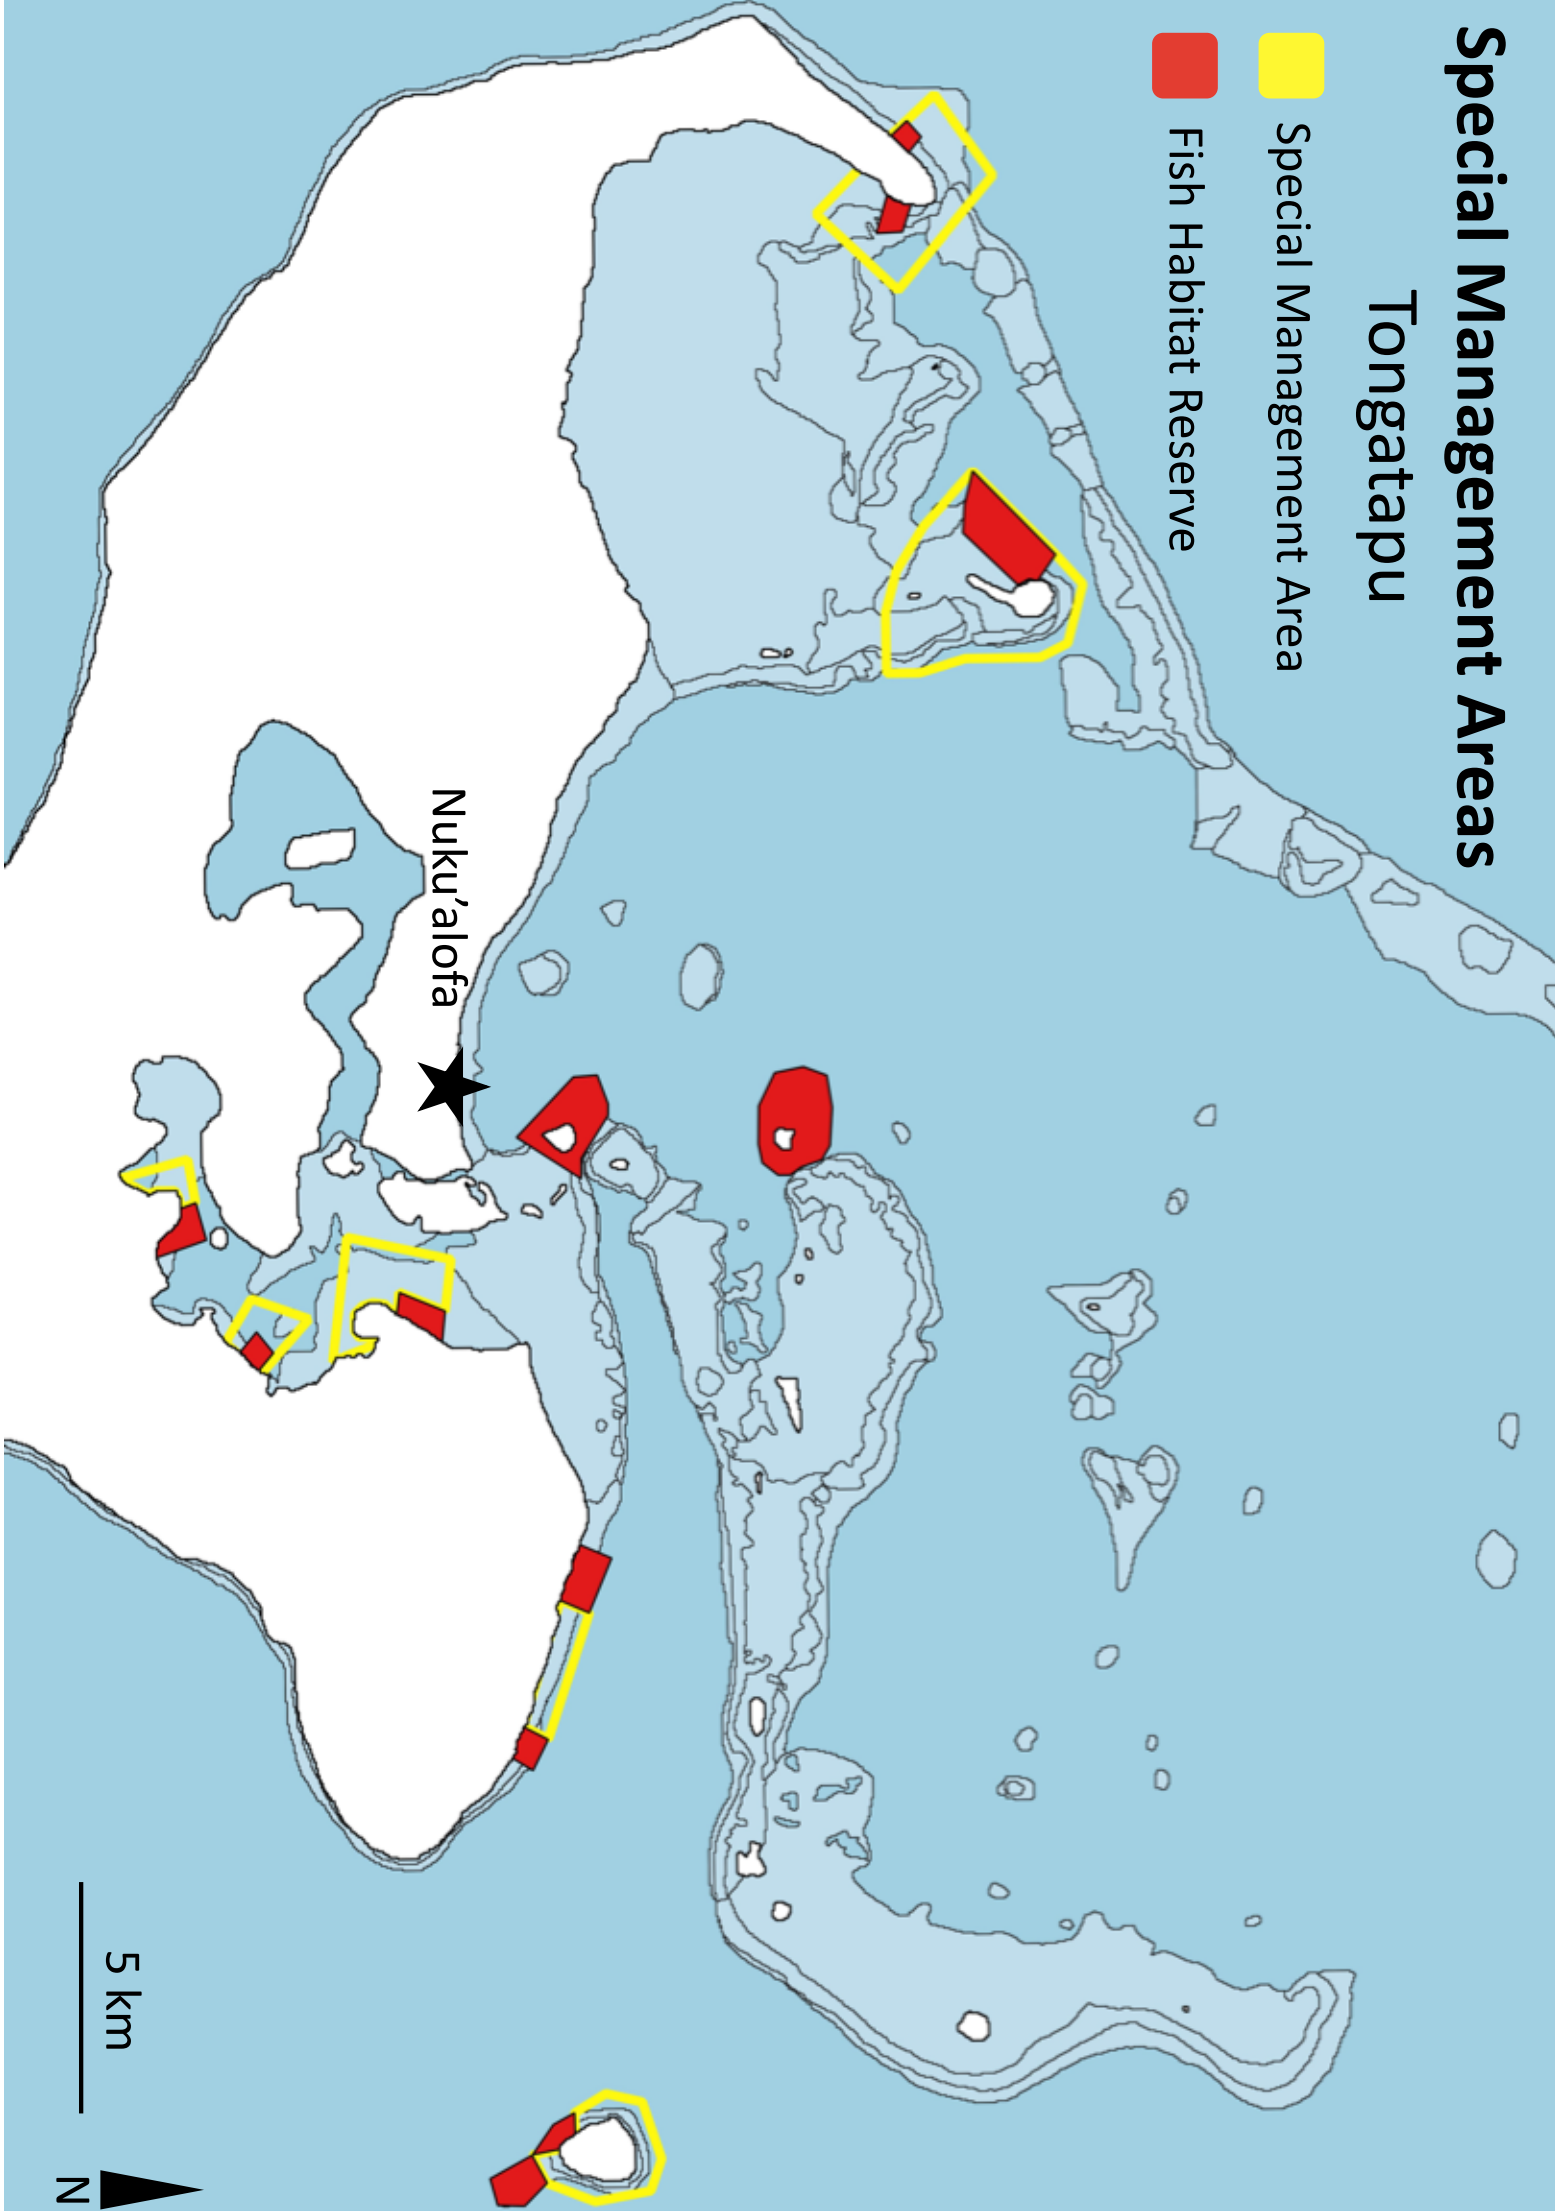 Special Management Areas
Tongatapu
Special Management Area
Fish Habitat Reserve
Nuku’alofa
5 km
N